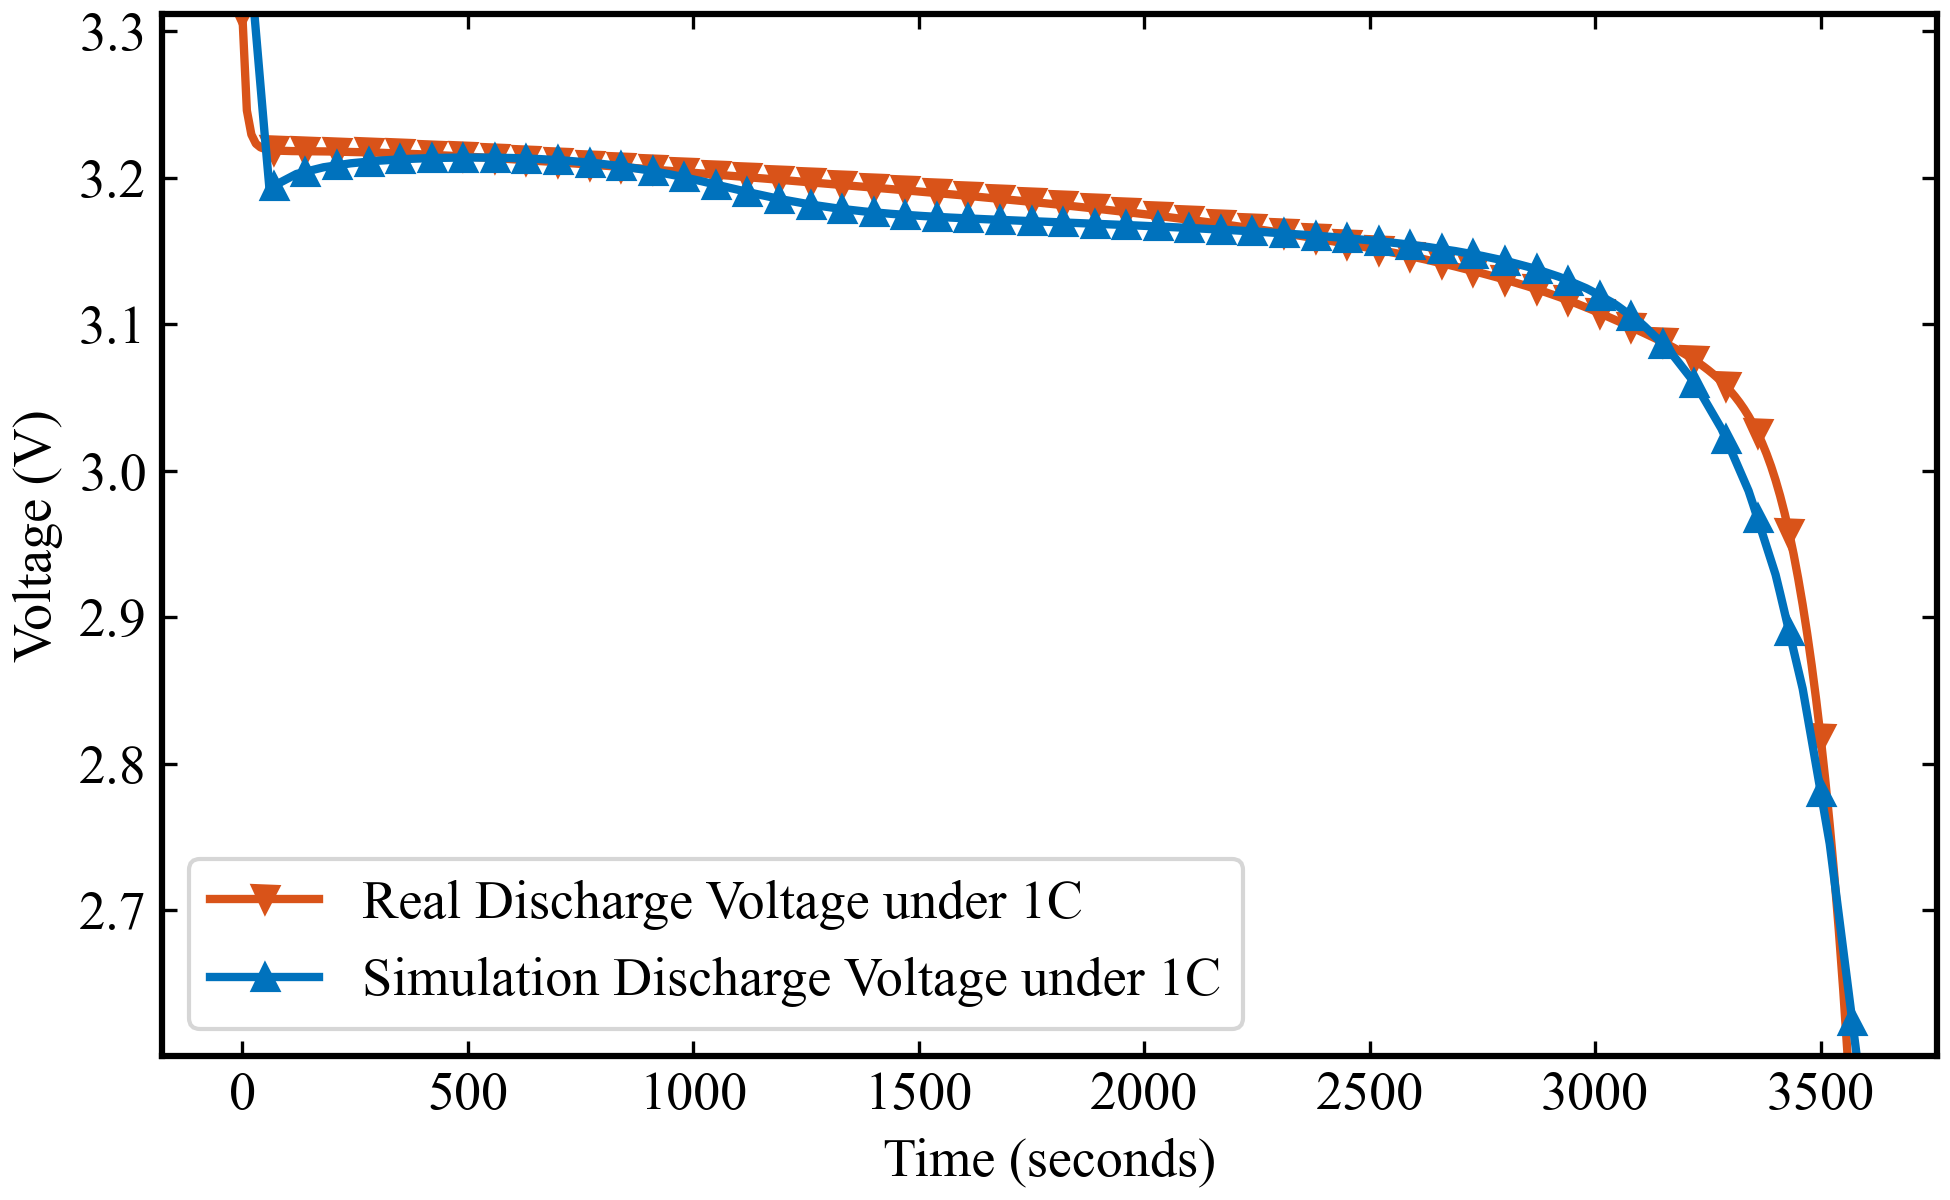 3.3
3.2
3.1
3.0
2.9
2.8
2.7
Voltage (V)
Real Discharge Voltage under 1C
Simulation Discharge Voltage under 1C
0 500 1000 1500 2000 2500 3000 3500
Time (seconds)